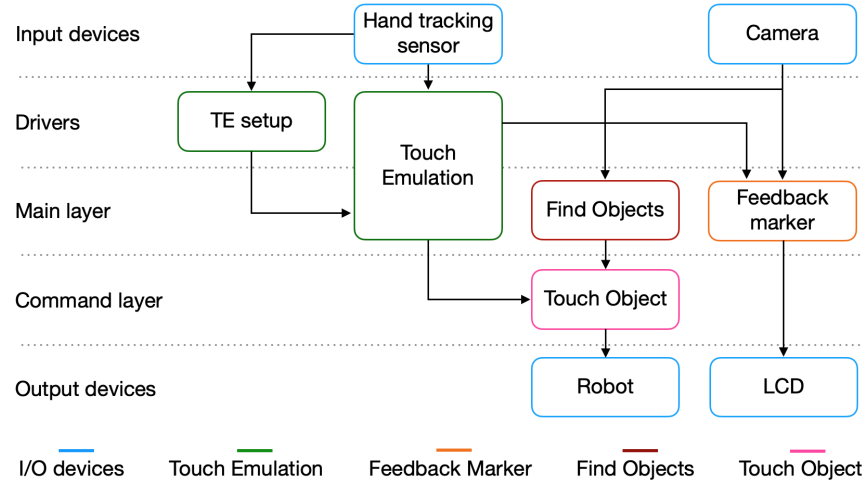 Input devices
Hand tracking
sensor
Camera
Drivers
TE setup
Touch
Emulation
Main layer
Find Objects
Feedback
marker
Command layer
Touch Object
Output devices
Robot
LCD
I/O devices
Touch Emulation
Feedback Marker
Find Objects
Touch Object